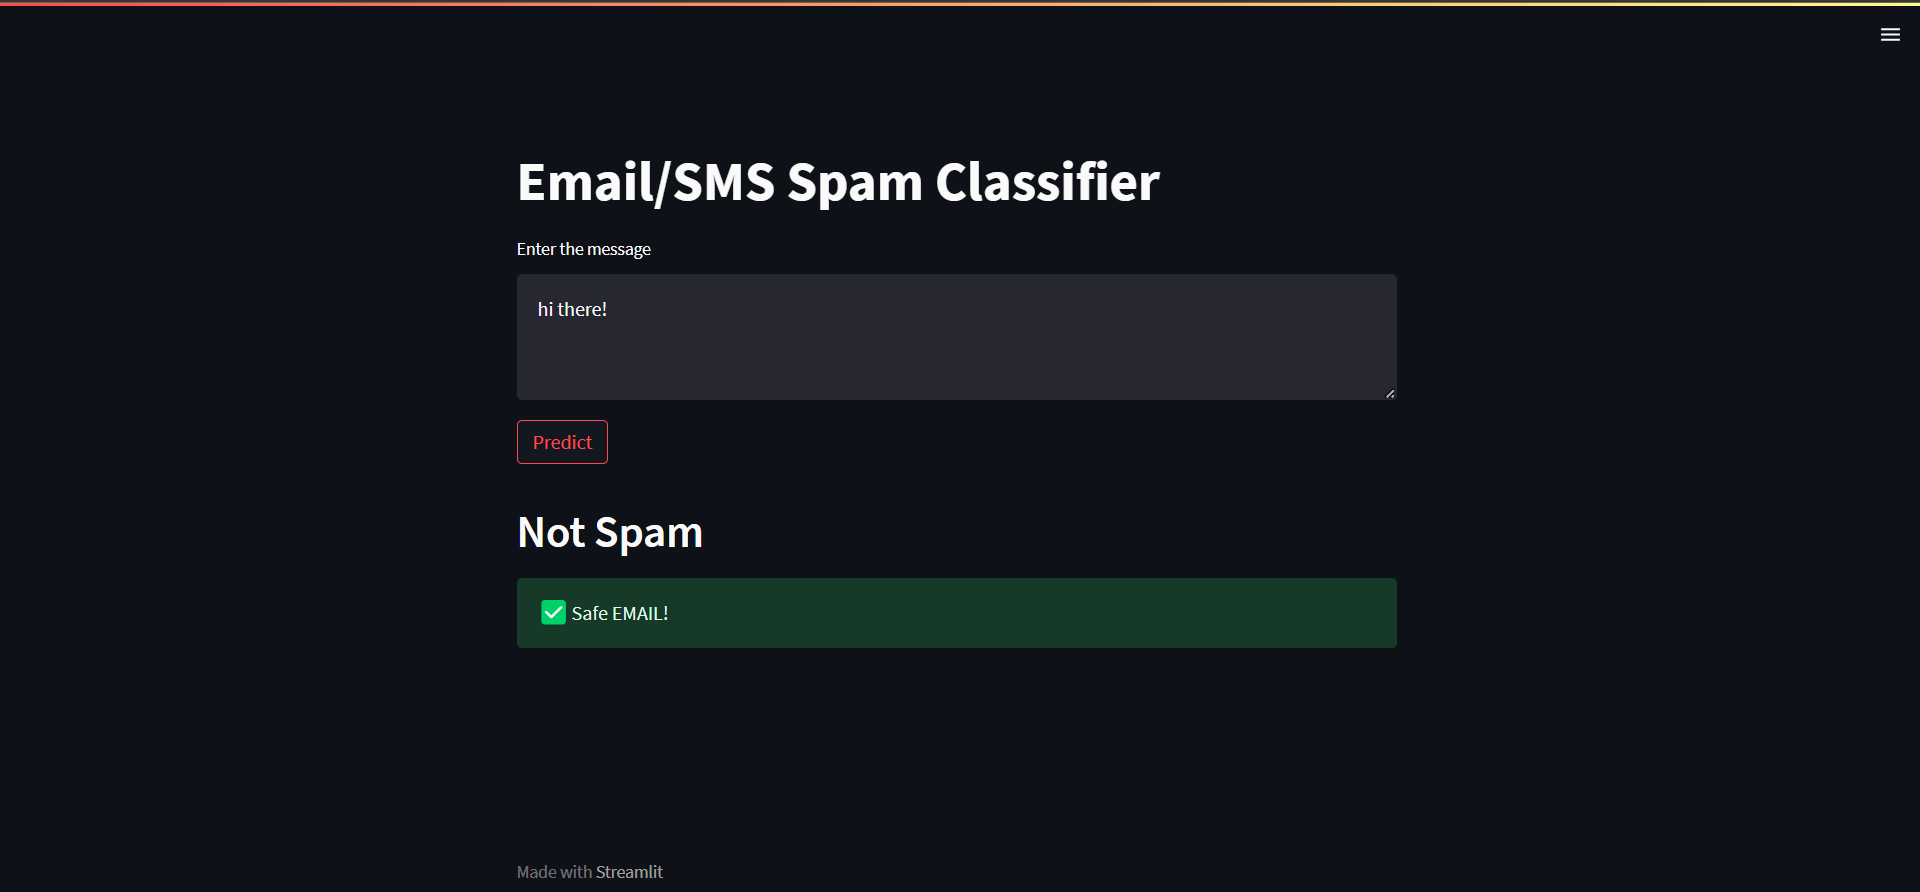 Email/SMS Spam Classifier
Enter the message
hi there!
Predict
Not Spam
Safe EMAIL!
Made with Streamlit